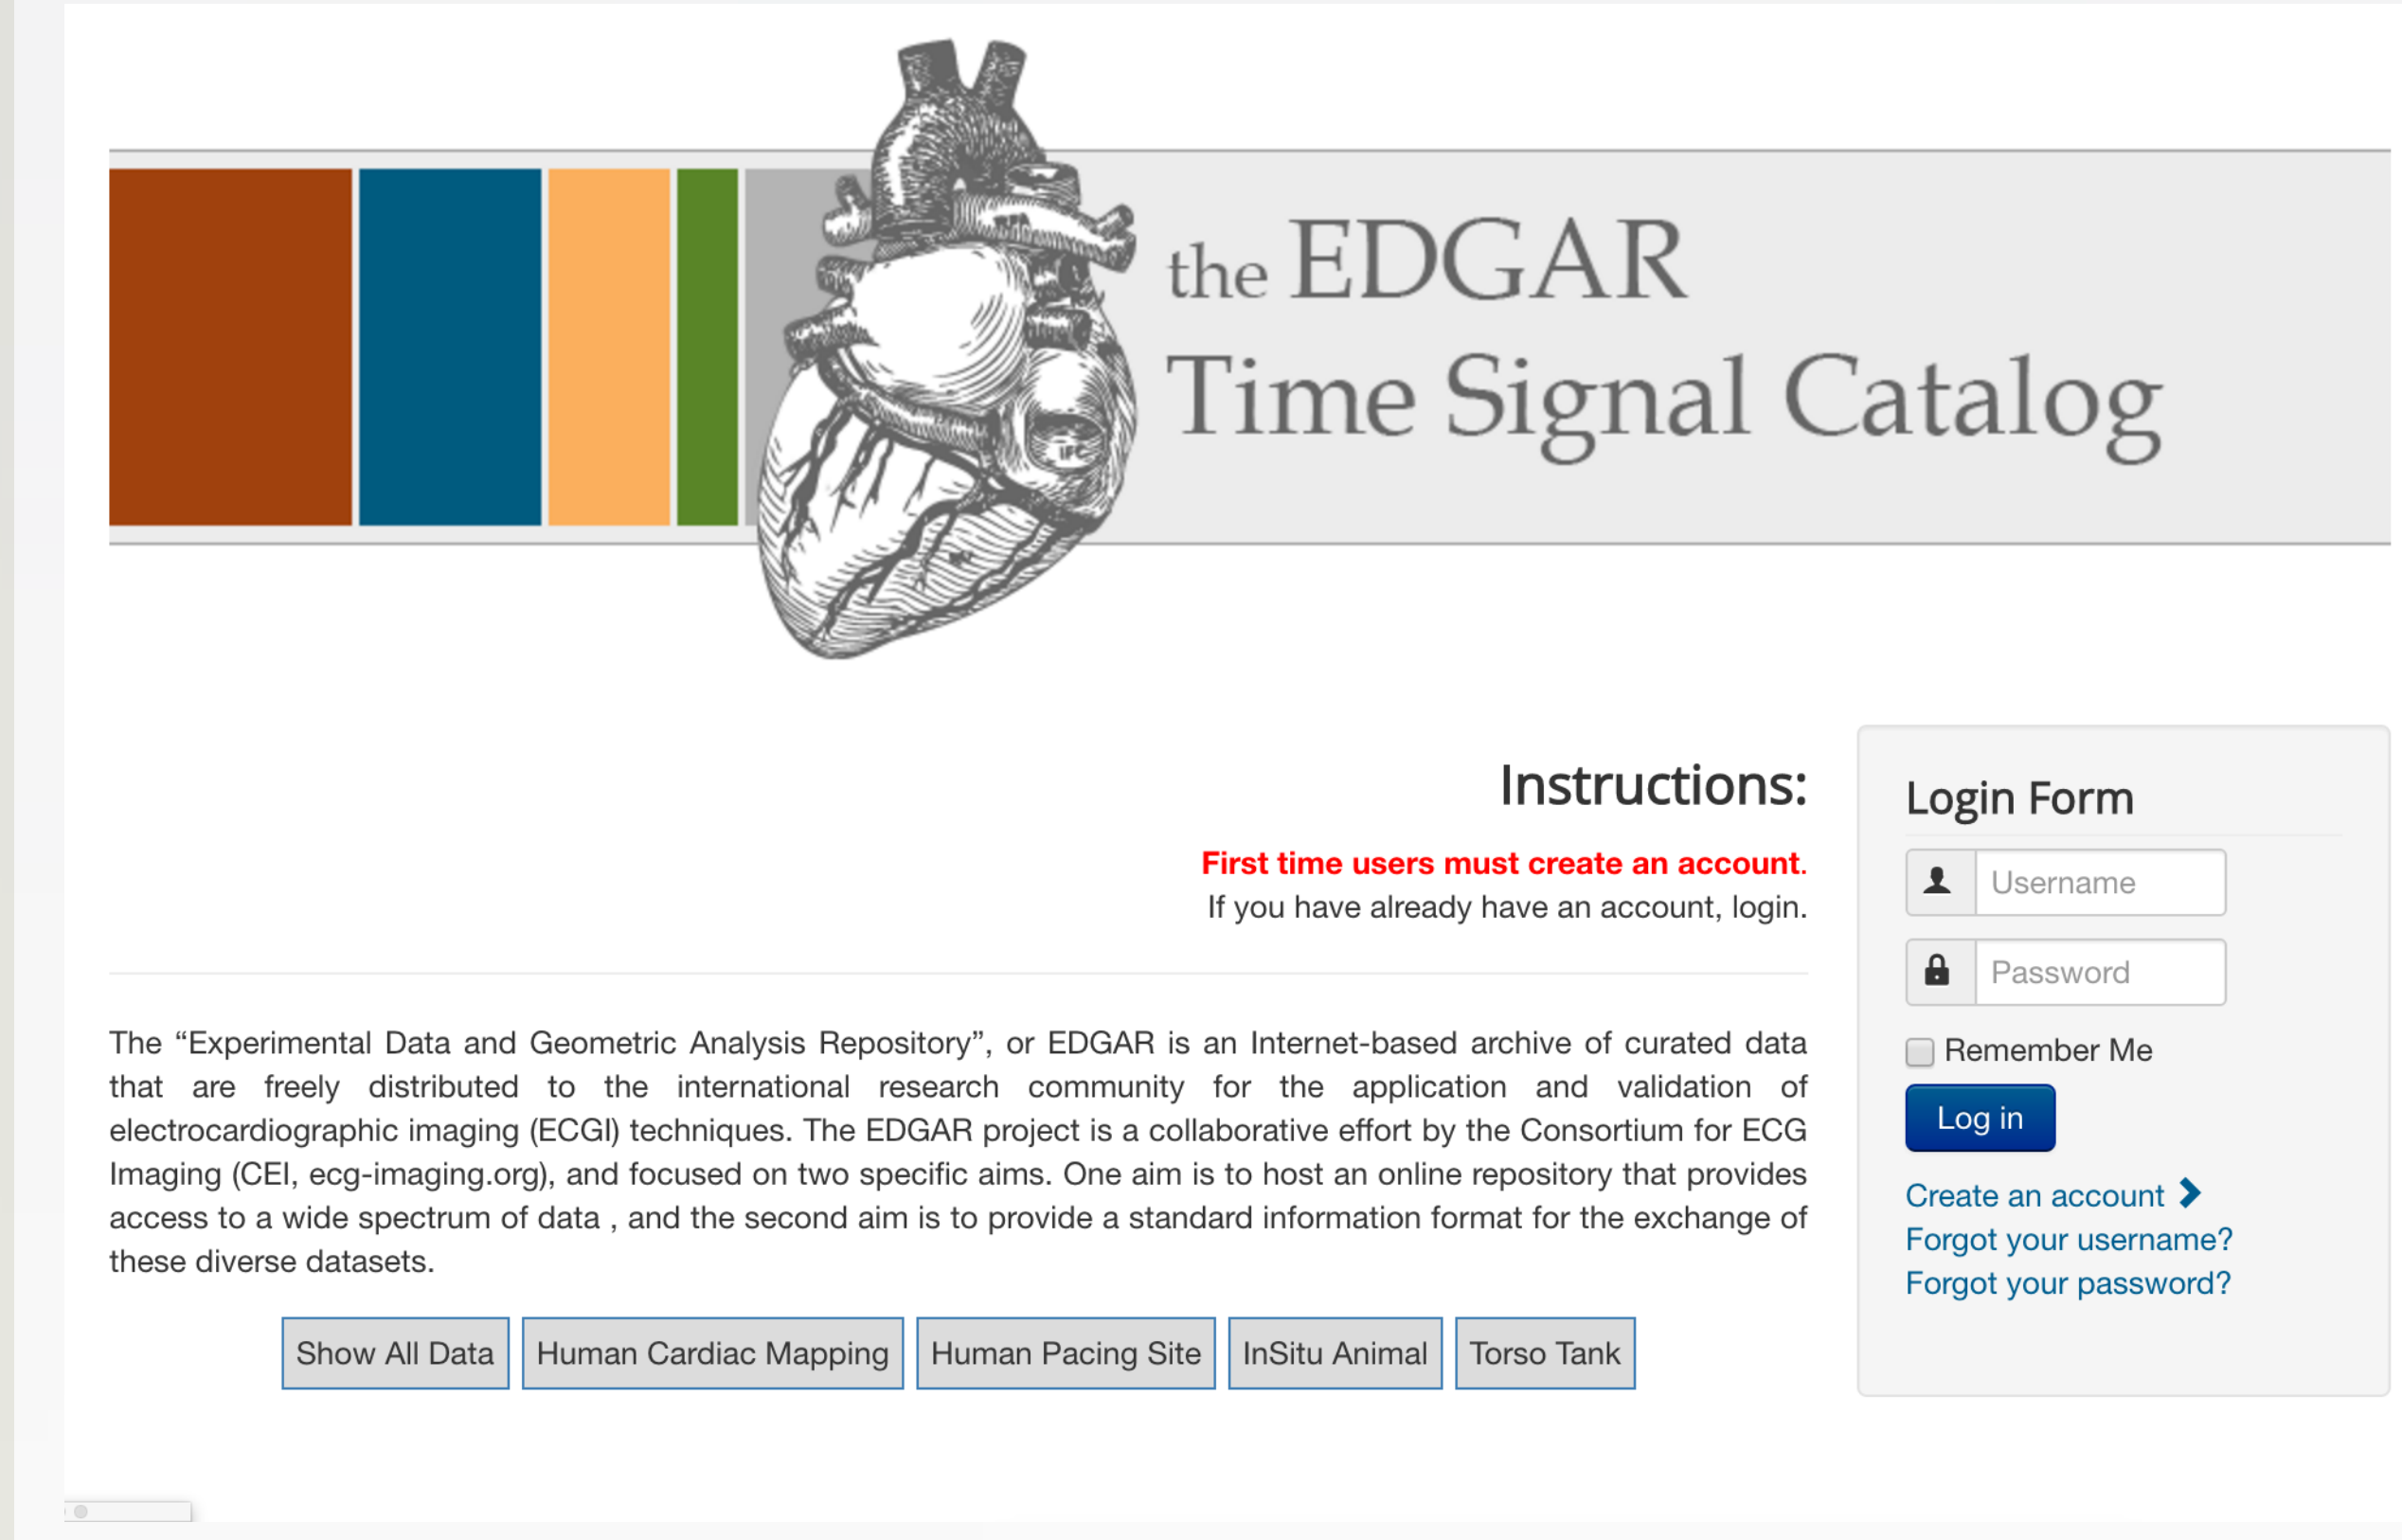 the EDGAR
Time Signal Catalog
Instructions:
First time users must create an account.
If you have already have an account, login.
The “Experimental Data and Geometric Analysis Repository”, or EDGAR is an Internet-based archive of curated data
that are freely distributed to the international research community for the application and validation of
electrocardiographic imaging (ECGI) techniques. The EDGAR project is a collaborative effort by the Consortium for ECG
Imaging (CEI, ecg-imaging.org), and focused on two specific aims. One aim is to host an online repository that provides
access to a wide spectrum of data , and the second aim is to provide a standard information format for the exchange of
these diverse datasets.
Show All Data
Human Cardiac Mapping
Human Pacing Site
InSitu Animal
Torso Tank
Login Form
Username
Password
Remember Me
Log in
Create an account
Forgot your username?
Forgot your password?